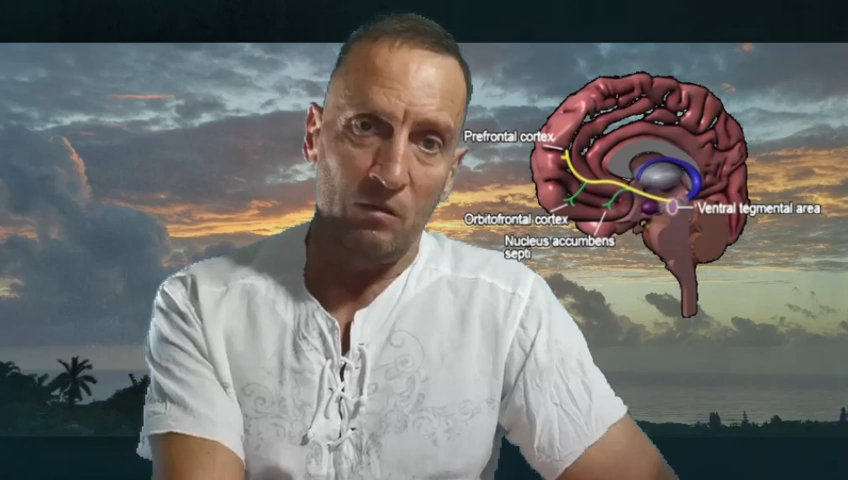 Prefrontal cortex
Orbitofrontal cortex
Ventral tegmental area
Nucleus accumbens
septi